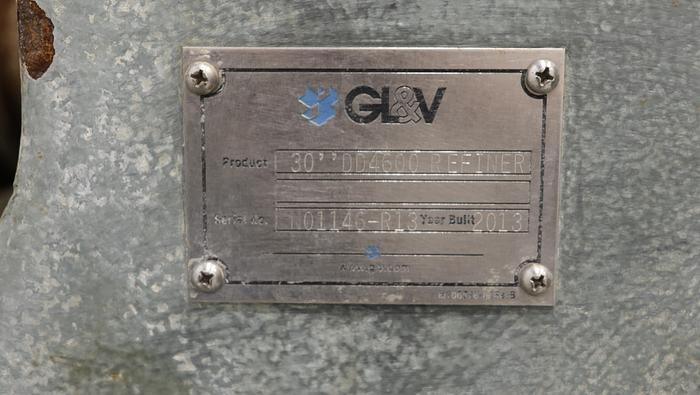 GL&V
Product 30''DD4600 REFINER
Serial No. 101146-R13 Year Built 2013